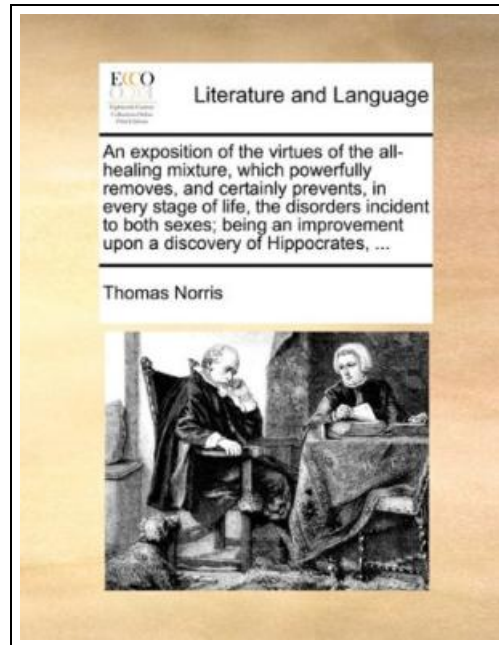 ECCO
Literature and Language
An exposition of the virtues of the all-
healing mixture, which powerfully
removes, and certainly prevents, in
every stage of life, the disorders incident
to both sexes; being an improvement
upon a discovery of Hippocrates, ...
Thomas Norris